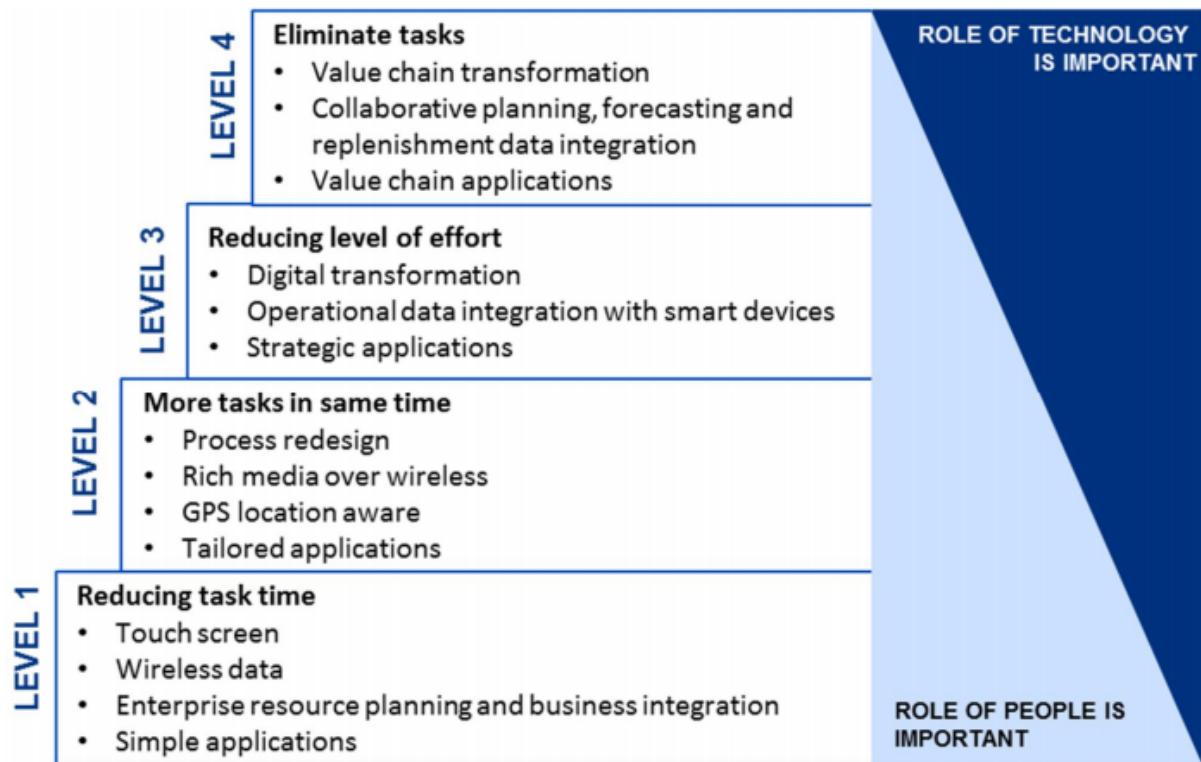 LEVEL 4
Eliminate tasks
• Value chain transformation
• Collaborative planning, forecasting and
replenishment data integration
• Value chain applications
LEVEL 3
Reducing level of effort
• Digital transformation
• Operational data integration with smart devices
• Strategic applications
LEVEL 2
More tasks in same time
• Process redesign
• Rich media over wireless
• GPS location aware
• Tailored applications
LEVEL 1
Reducing task time
• Touch screen
• Wireless data
• Enterprise resource planning and business integration
• Simple applications
ROLE OF TECHNOLOGY
IS IMPORTANT
ROLE OF PEOPLE IS
IMPORTANT